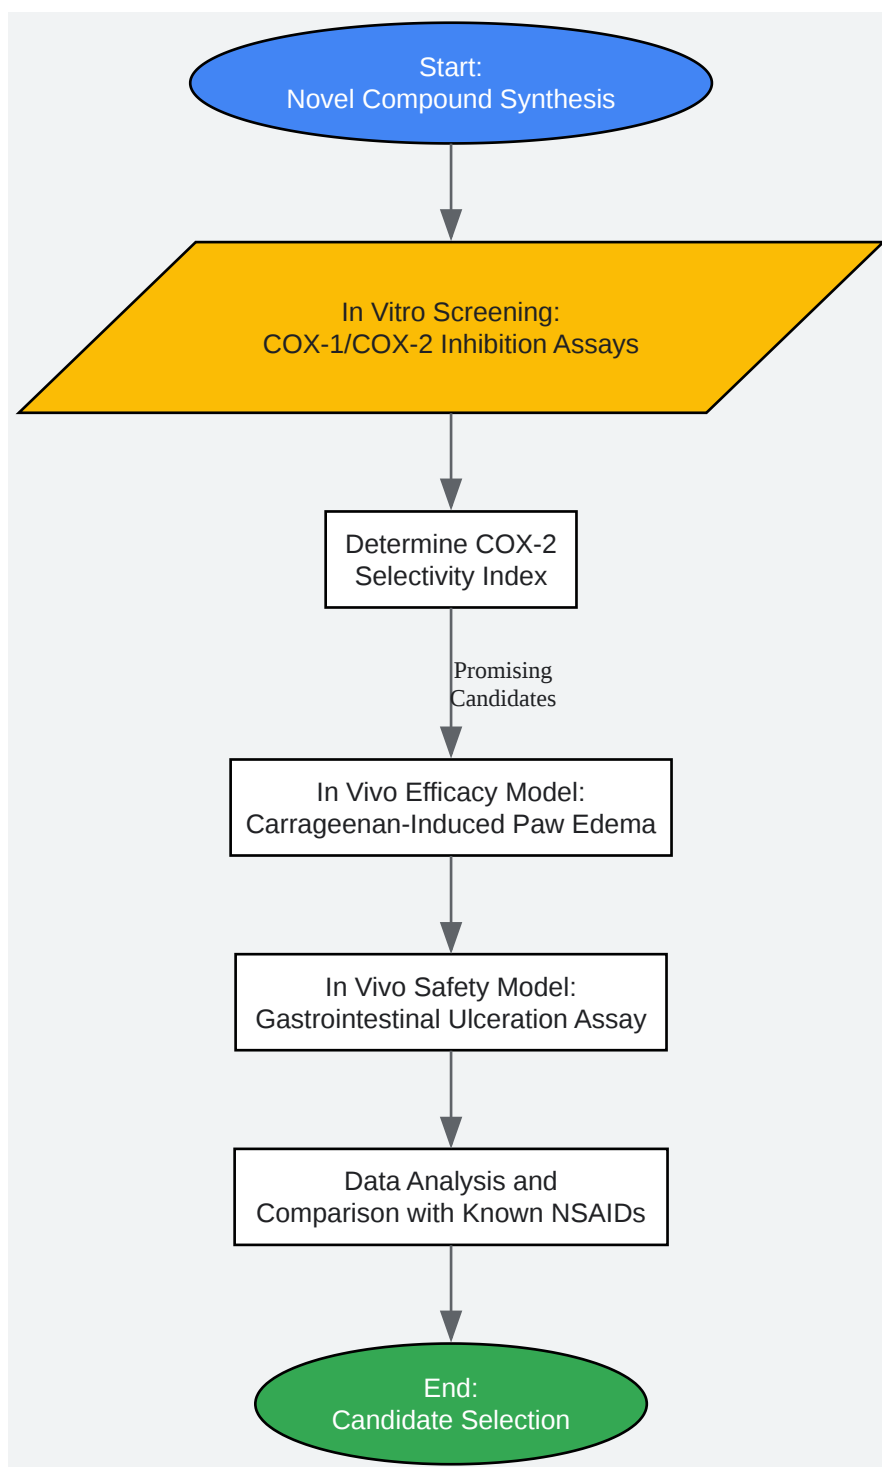 Start:
Novel Compound Synthesis
In Vitro Screening:
COX-1/COX-2 Inhibition Assays
Determine COX-2
Selectivity Index
Promising
Candidates
In Vivo Efficacy Model:
Carrageenan-Induced Paw Edema
In Vivo Safety Model:
Gastrointestinal Ulceration Assay
Data Analysis and
Comparison with Known NSAIDs
End:
Candidate Selection